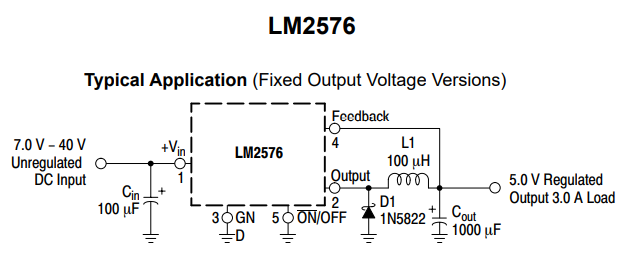 LM2576
Typical Application (Fixed Output Voltage Versions)
Feedback
7.0 V – 40 V
Unregulated
DC Input
+Vin
1
LM2576
4
L1
100 µH
Output
2
5.0 V Regulated
Output 3.0 A Load
Cin
100 µF
+
3
GN
D
5
ON/OFF
D1
1N5822
+
Cout
1000 µF